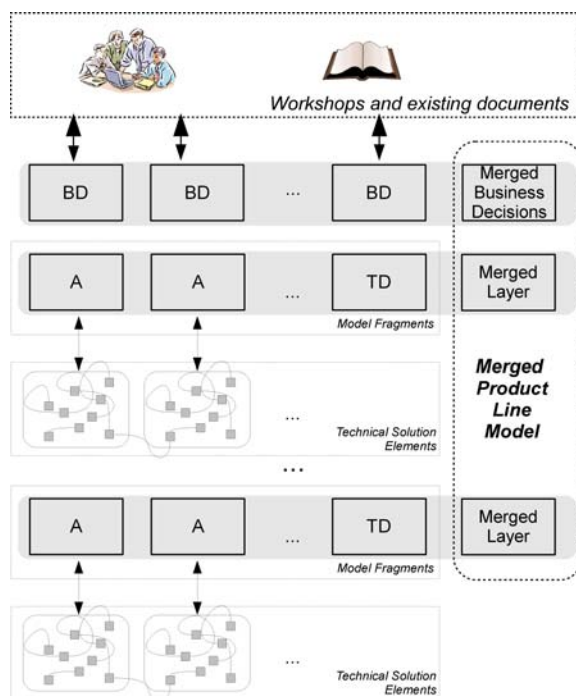 Workshops and existing documents
BD BD ... BD
Merged
Business
Decisions
A A ... TD
Merged
Layer
Model Fragments
Merged
Product
Line
Model
...
Technical Solution
Elements
...
A A ... TD
Merged
Layer
Model Fragments
...
Technical Solution
Elements